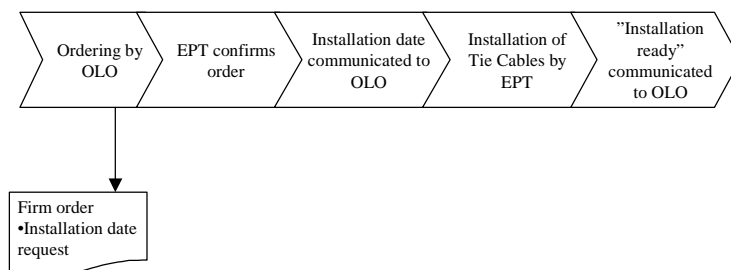 Ordering by
OLO
EPT confirms
order
Installation date
communicated to
OLO
Installation of
Tie Cables by
EPT
”Installation
ready”
communicated
to OLO
Firm order
•Installation date
request